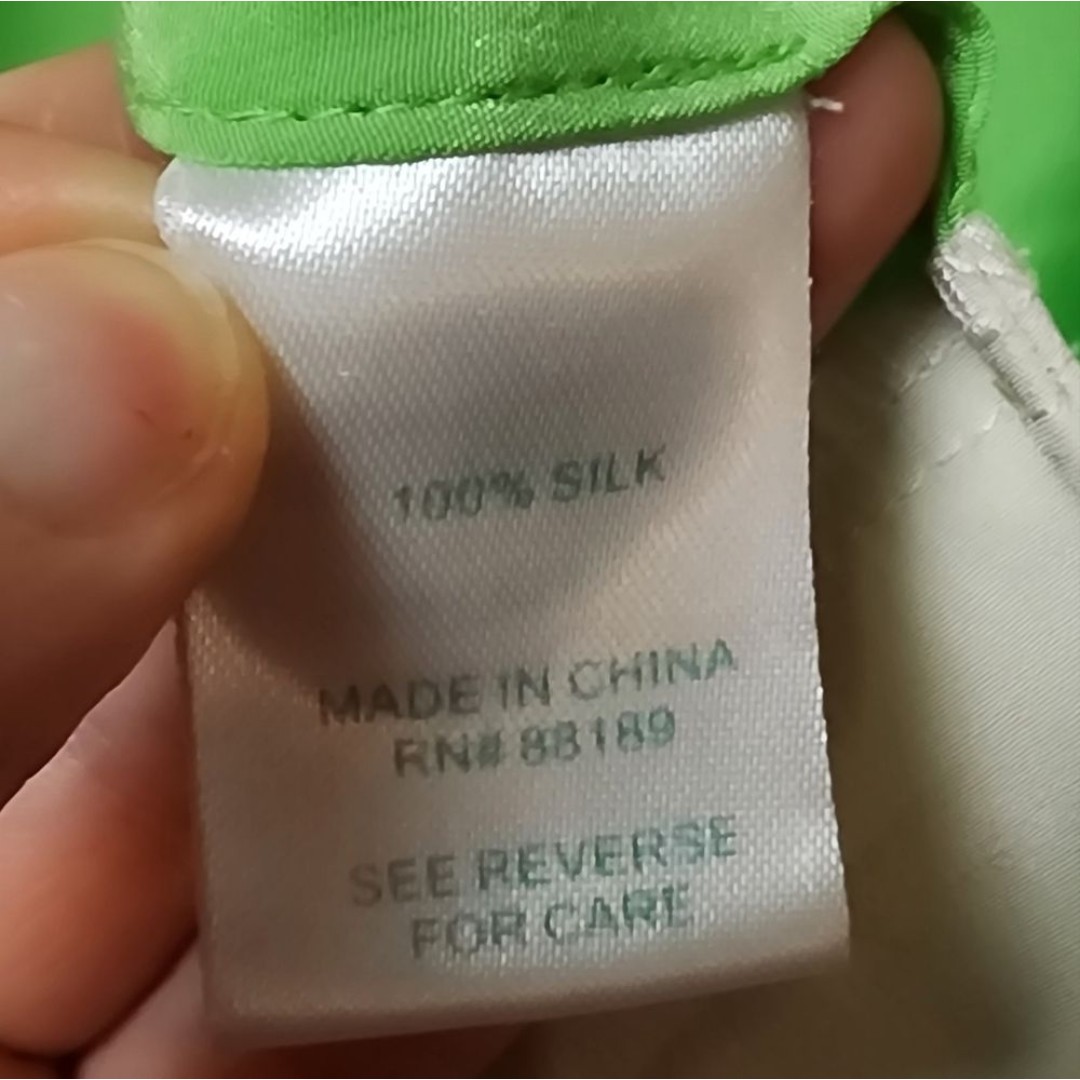 100% SILK
MADE IN CHINA
RN# 88189
SEE REVERSE
FOR CARE